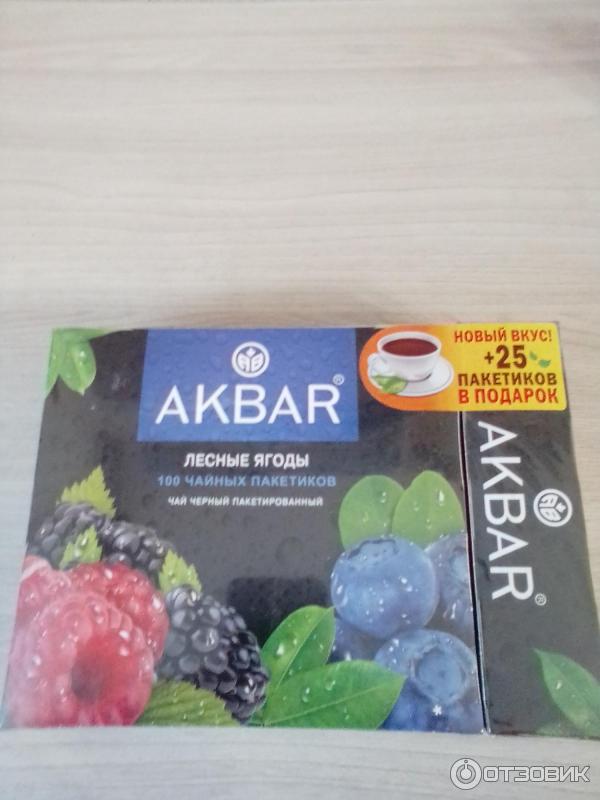 AKBAR®
ЛЕСНЫЕ ЯГОДЫ
100 ЧАЙНЫХ ПАКЕТИКОВ
ЧАЙ ЧЕРНЫЙ ПАКЕТИРОВАННЫЙ
*
НОВЫЙ ВКУС!
+25
ПАКЕТИКОВ
В ПОДАРОК
AKBAR®
ОТЗОВИК